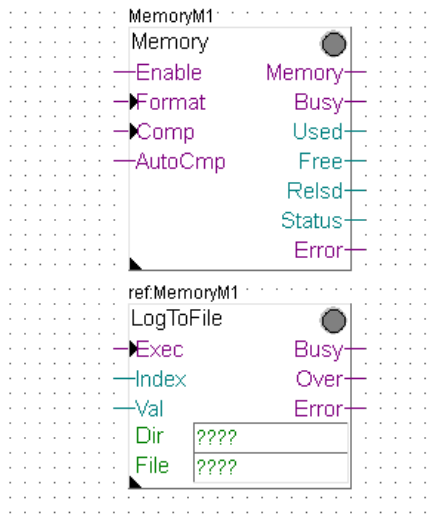 MemoryM1
Memory
Enable Memory
Format Busy
Comp Used
AutoCmp Free
Relsd
Status
Error
ref:MemoryM1
LogToFile
Exec Busy
Index Over
Val Error
Dir ????
File ????